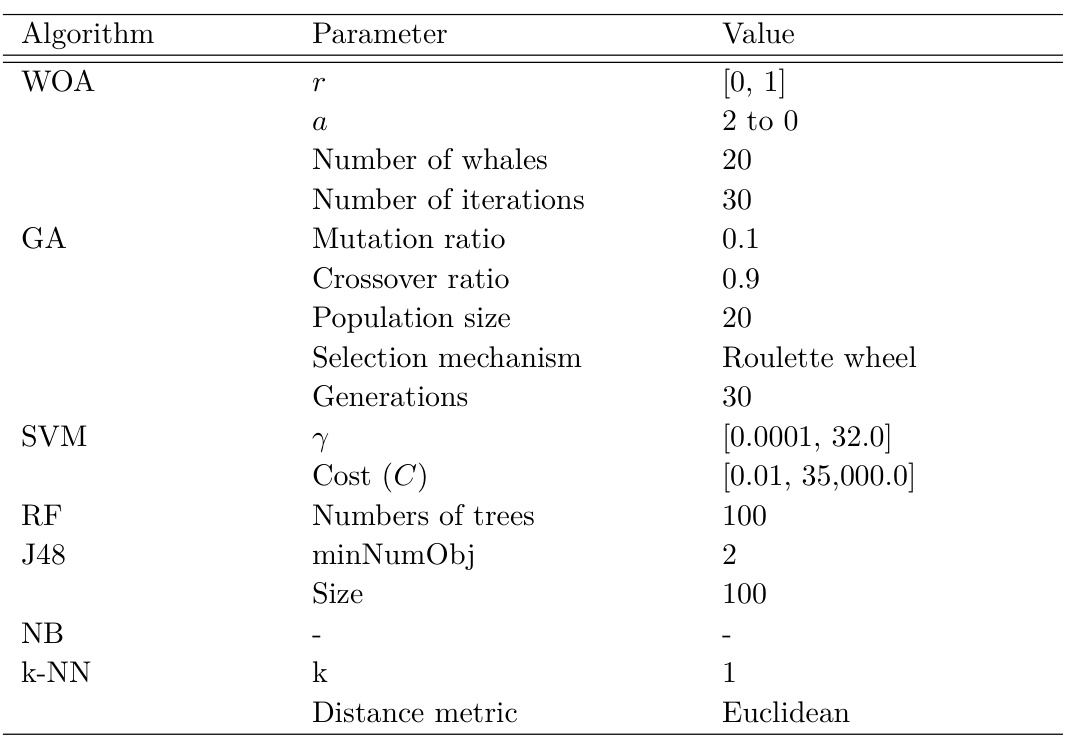 Algorithm Parameter Value
WOA r [0, 1]
a 2 to 0
Number of whales 20
Number of iterations 30
GA Mutation ratio 0.1
Crossover ratio 0.9
Population size 20
Selection mechanism Roulette wheel
Generations 30
SVM γ [0.0001, 32.0]
Cost (C) [0.01, 35,000.0]
RF Numbers of trees 100
J48 minNumObj 2
Size 100
NB - -
k-NN k 1
Distance metric Euclidean